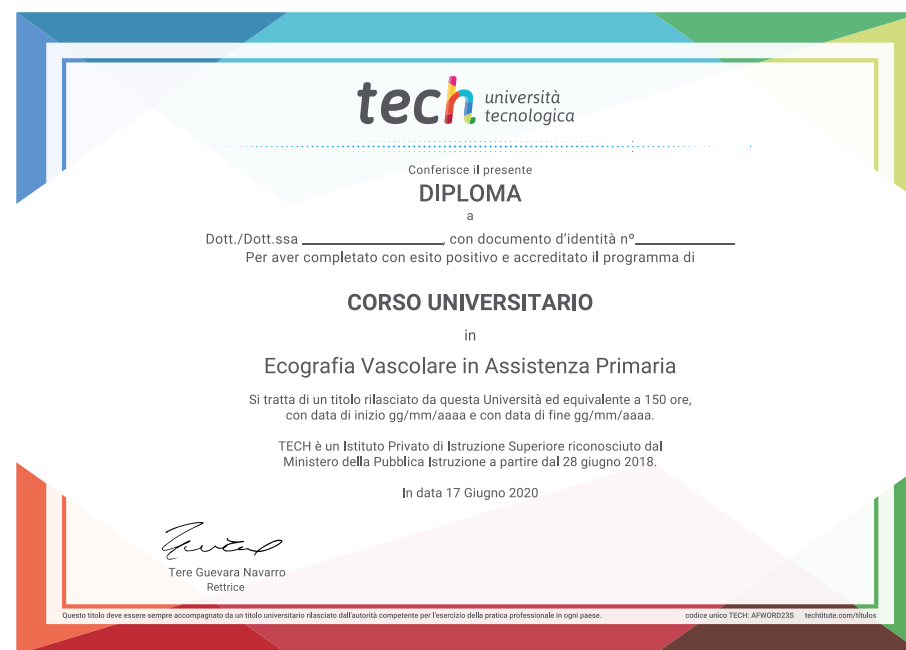 tech università
tecnologica
Conferisce il presente
DIPLOMA
a
Dott./Dott.ssa ____________________, con documento d'identità nº______________
Per aver completato con esito positivo e accreditato il programma di
CORSO UNIVERSITARIO
in
Ecografia Vascolare in Assistenza Primaria
Si tratta di un titolo rilasciato da questa Università ed equivalente a 150 ore,
con data di inizio gg/mm/aaaa e con data di fine gg/mm/aaaa.
TECH è un Istituto Privato di Istruzione Superiore riconosciuto dal
Ministero della Pubblica Istruzione a partire dal 28 giugno 2018.
In data 17 Giugno 2020
Tere Guevara Navarro
Rettrice
Questo titolo deve essere sempre accompagnato da un titolo universitario rilasciato dall'autorità competente per l'esercizio della pratica professionale in ogni paese. codice unico TECH: AFWORD23S techtitute.com/titulos